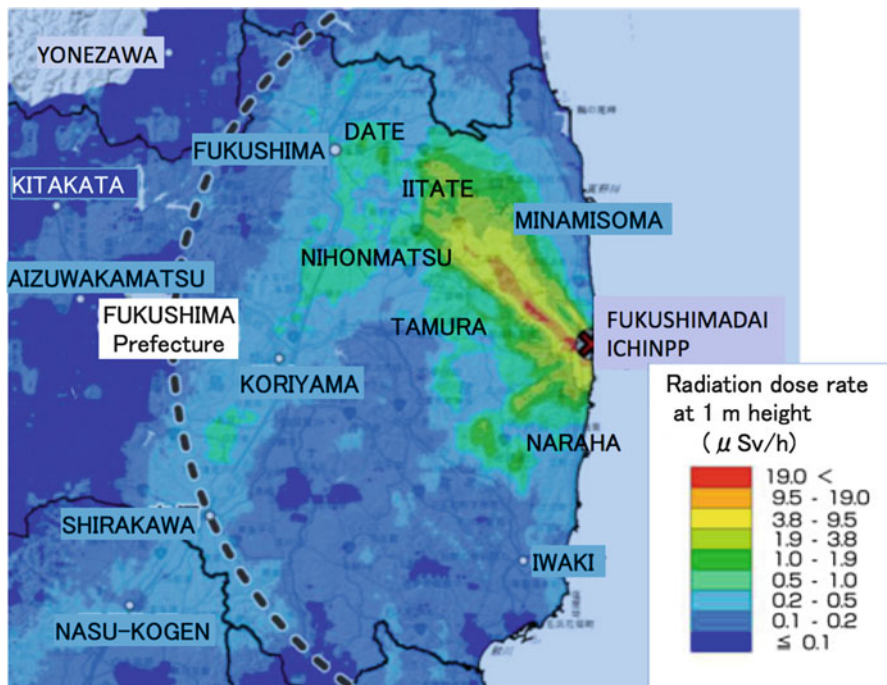 YONEZAWA
DATE
FUKUSHIMA
IITATE
KITAKATA
MINAMISOMA
NIHONMATSU
AIZUWAKAMATSU
FUKUSHIMA
Prefecture
TAMURA
FUKUSHIMADAI
ICHINPP
KORIYAMA
NARAHA
SHIRAKAWA
IWAKI
NASU-KOGEN
Radiation dose rate
at 1 m height
(μSv/h)
19.0 <
9.5 - 19.0
3.8 - 9.5
1.9 - 3.8
1.0 - 1.9
0.5 - 1.0
0.2 - 0.5
0.1 - 0.2
≦ 0.1